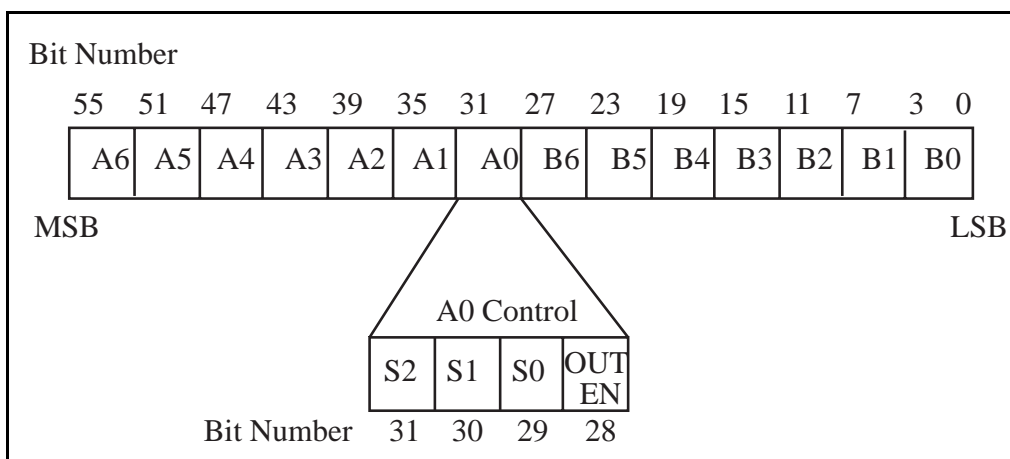 Bit Number
55 51 47 43 39 35 31 27 23 19 15 11 7 3 0
A6 A5 A4 A3 A2 A1 A0 B6 B5 B4 B3 B2 B1 B0
MSB LSB
A0 Control
S2 S1 S0 OUT
EN
Bit Number 31 30 29 28